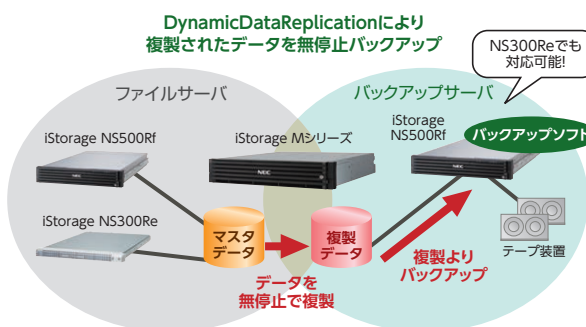 DynamicDataReplicationにより
複製されたデータを無停止バックアップ
NS300Reでも
対応可能!
ファイルサーバ
バックアップサーバ
iStorage NS500Rf
iStorage Mシリーズ
iStorage
NS500Rf
バックアップソフト
NEC
NEC
NEC
iStorage NS300Re
マスタ
データ
複製
データ
テープ装置
複製より
バックアップ
データを
無停止で複製